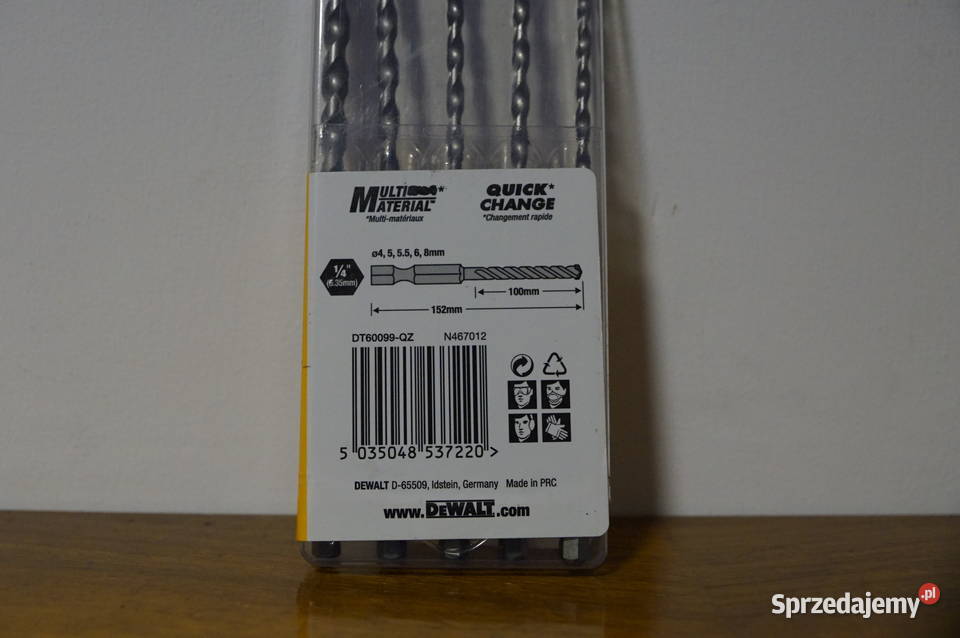 MULTI*
MATERIAL™
*Multi-matériaux
QUICK*
CHANGE
*Changement rapide
ø4, 5, 5.5, 6, 8mm
1/4"
(6.35mm)
100mm
152mm
DT60099-QZ N467012
5 035048 537220 >
DEWALT D-65509, Idstein, Germany Made in PRC
www.DEWALT.com
Sprzedajemy.pl